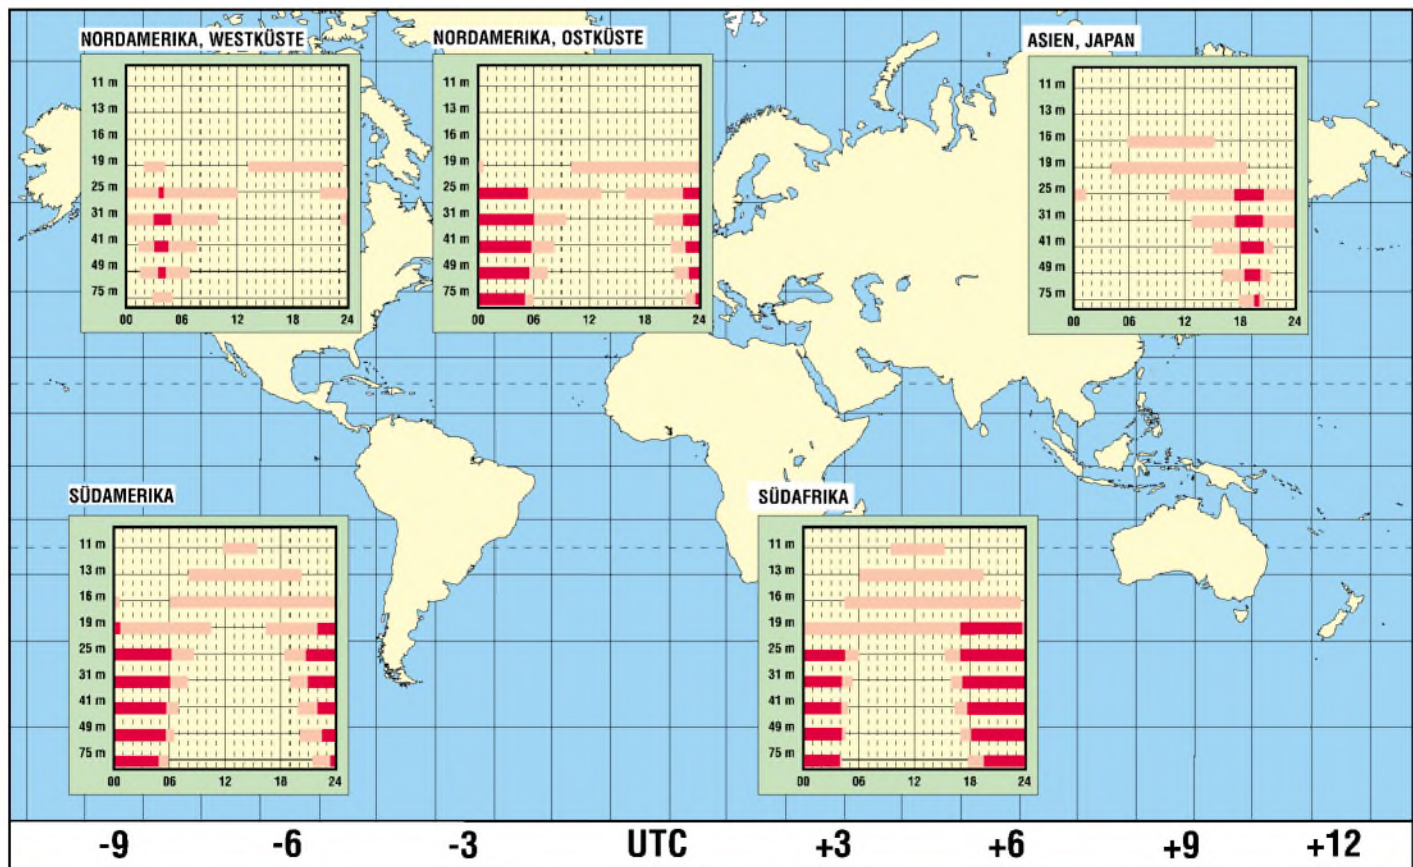 NORDAMERIKA, WESTKÜSTE
11 m
13 m
16 m
19 m
25 m
31 m
41 m
49 m
75 m
00 06 12 18 24
NORDAMERIKA, OSTKÜSTE
11 m
13 m
16 m
19 m
25 m
31 m
41 m
49 m
75 m
00 06 12 18 24
ASIEN, JAPAN
11 m
13 m
16 m
19 m
25 m
31 m
41 m
49 m
75 m
00 06 12 18 24
SÜDAMERIKA
11 m
13 m
16 m
19 m
25 m
31 m
41 m
49 m
75 m
00 06 12 18 24
SÜDAFRIKA
11 m
13 m
16 m
19 m
25 m
31 m
41 m
49 m
75 m
00 06 12 18 24
-9 -6 -3 UTC +3 +6 +9 +12